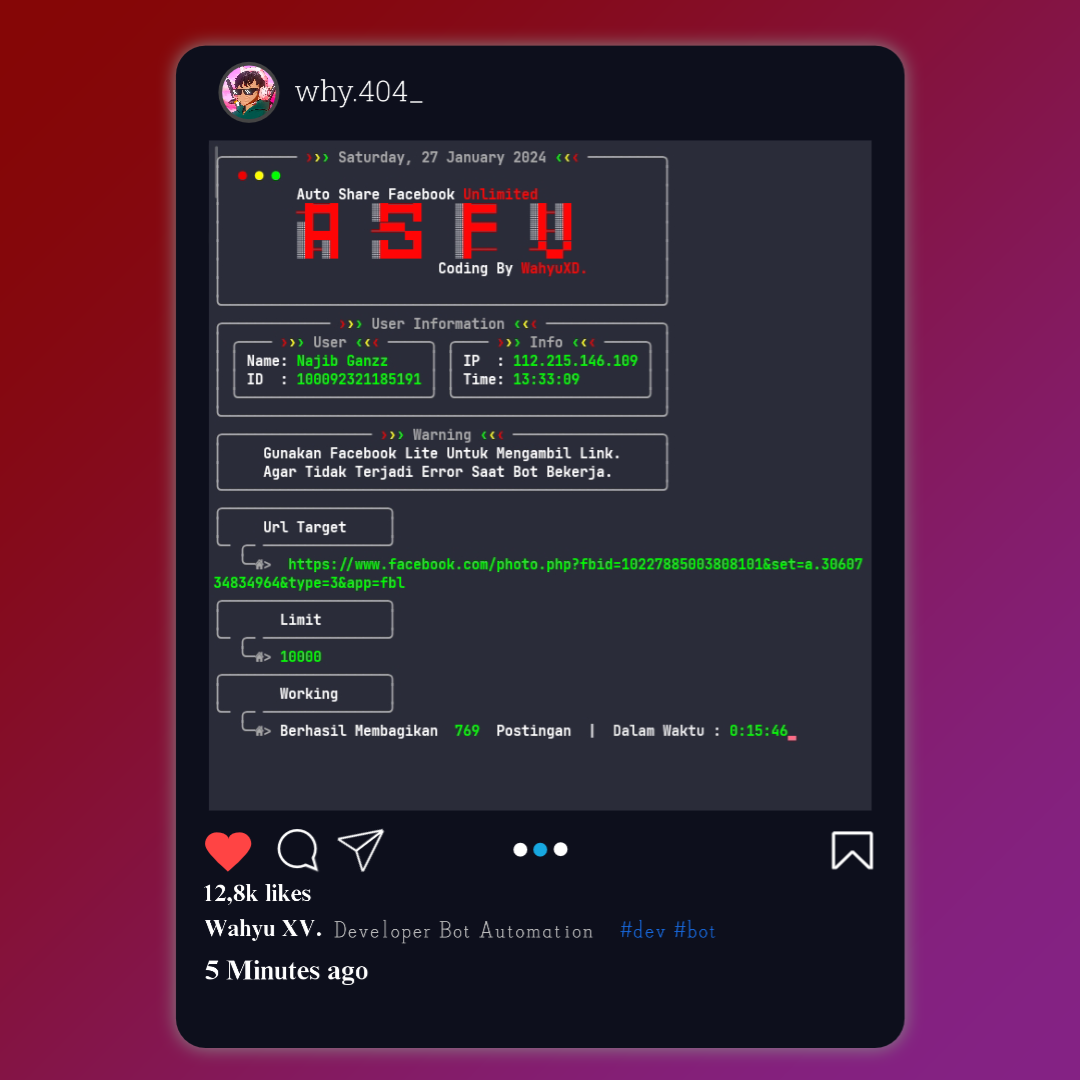 why.404_
››› Saturday, 27 January 2024 ‹‹‹
Auto Share Facebook Unlimited
A S F U
Coding By WahyuXD.
››› User Information ‹‹‹
››› User ‹‹‹ ››› Info ‹‹‹
Name: Najib Ganzz IP : 112.215.146.109
ID : 100092321185191 Time: 13:33:09
››› Warning ‹‹‹
Gunakan Facebook Lite Untuk Mengambil Link.
Agar Tidak Terjadi Error Saat Bot Bekerja.
Url Target
#> https://www.facebook.com/photo.php?fbid=10227885003808101&set=a.30607
34834964&type=3&app=fbl
Limit
#> 10000
Working
#> Berhasil Membagikan 769 Postingan | Dalam Waktu : 0:15:46_
12,8k likes
Wahyu XV. Developer Bot Automation #dev #bot
5 Minutes ago